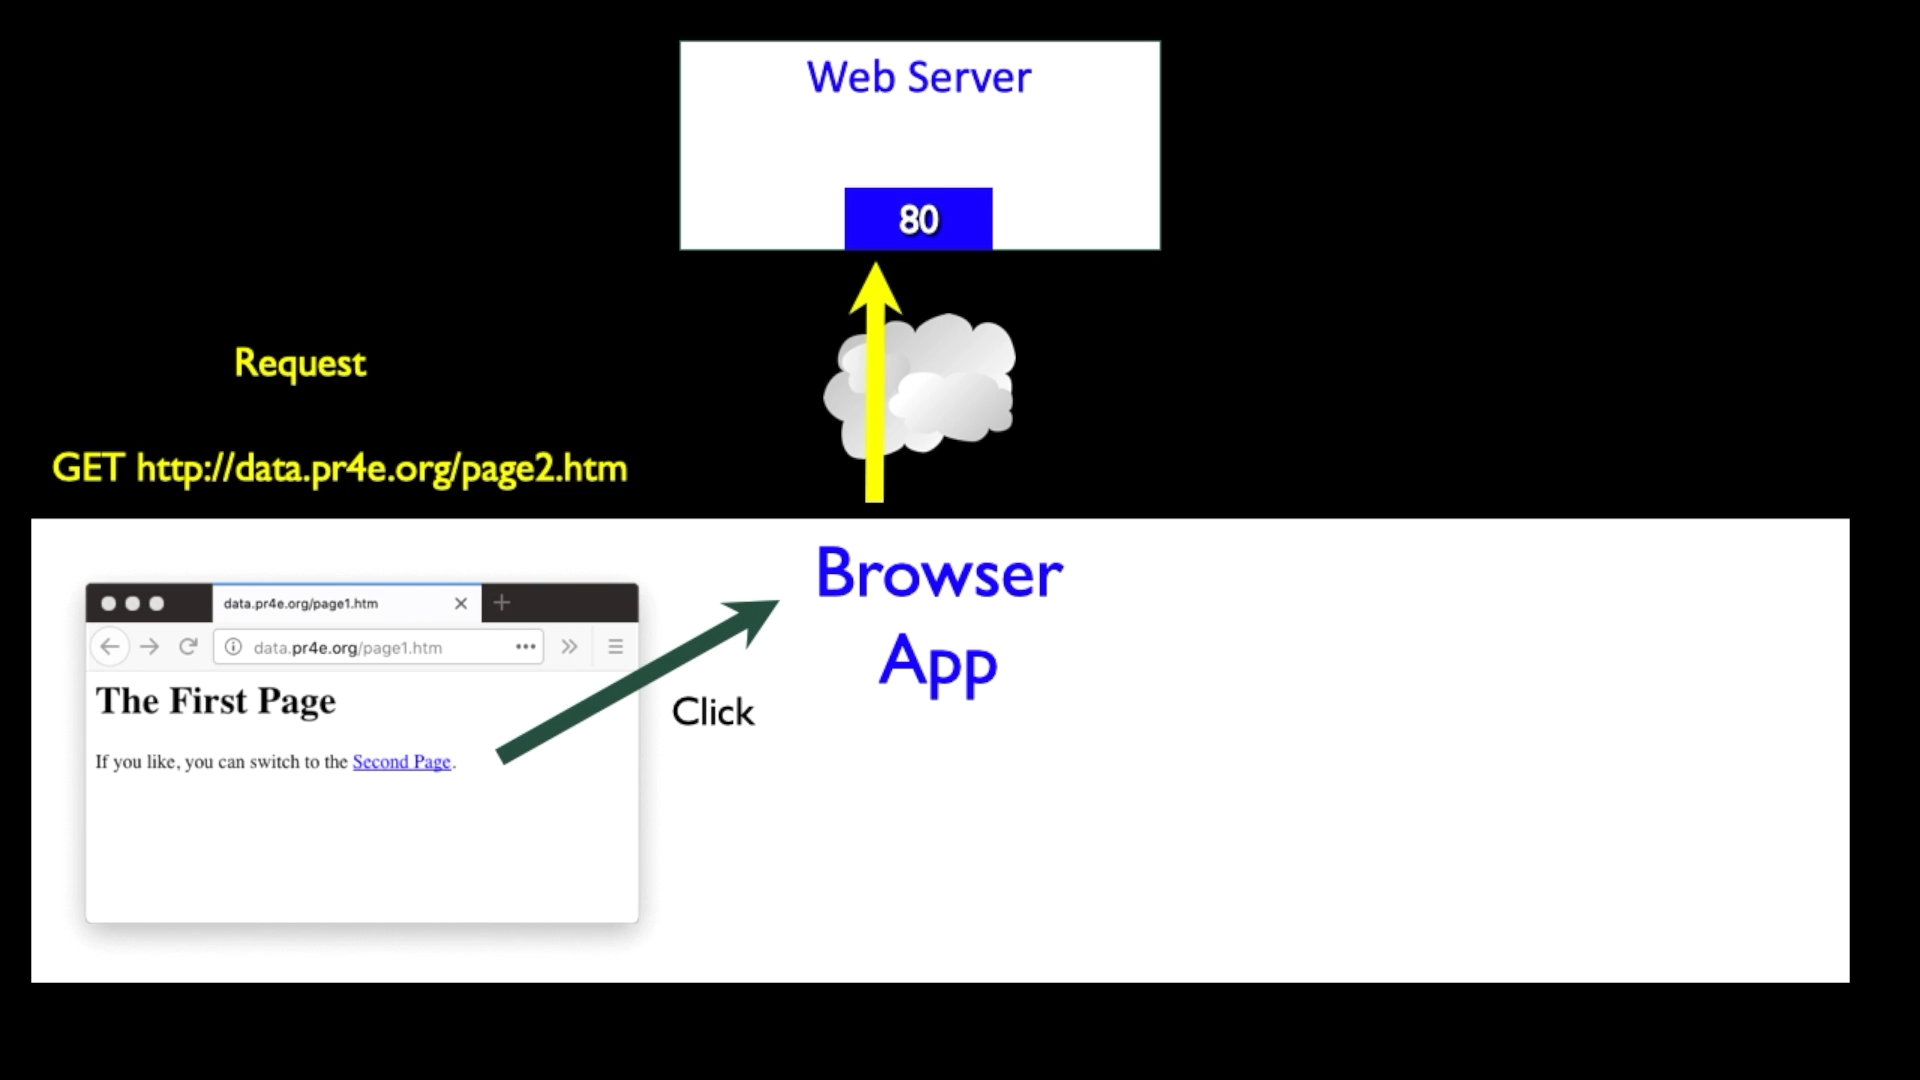 Web Server
80
Request
GET http://data.pr4e.org/page2.htm
Browser
App
data.pr4e.org/page1.htm
data.pr4e.org/page1.htm
The First Page
Click
If you like, you can switch to the Second Page.